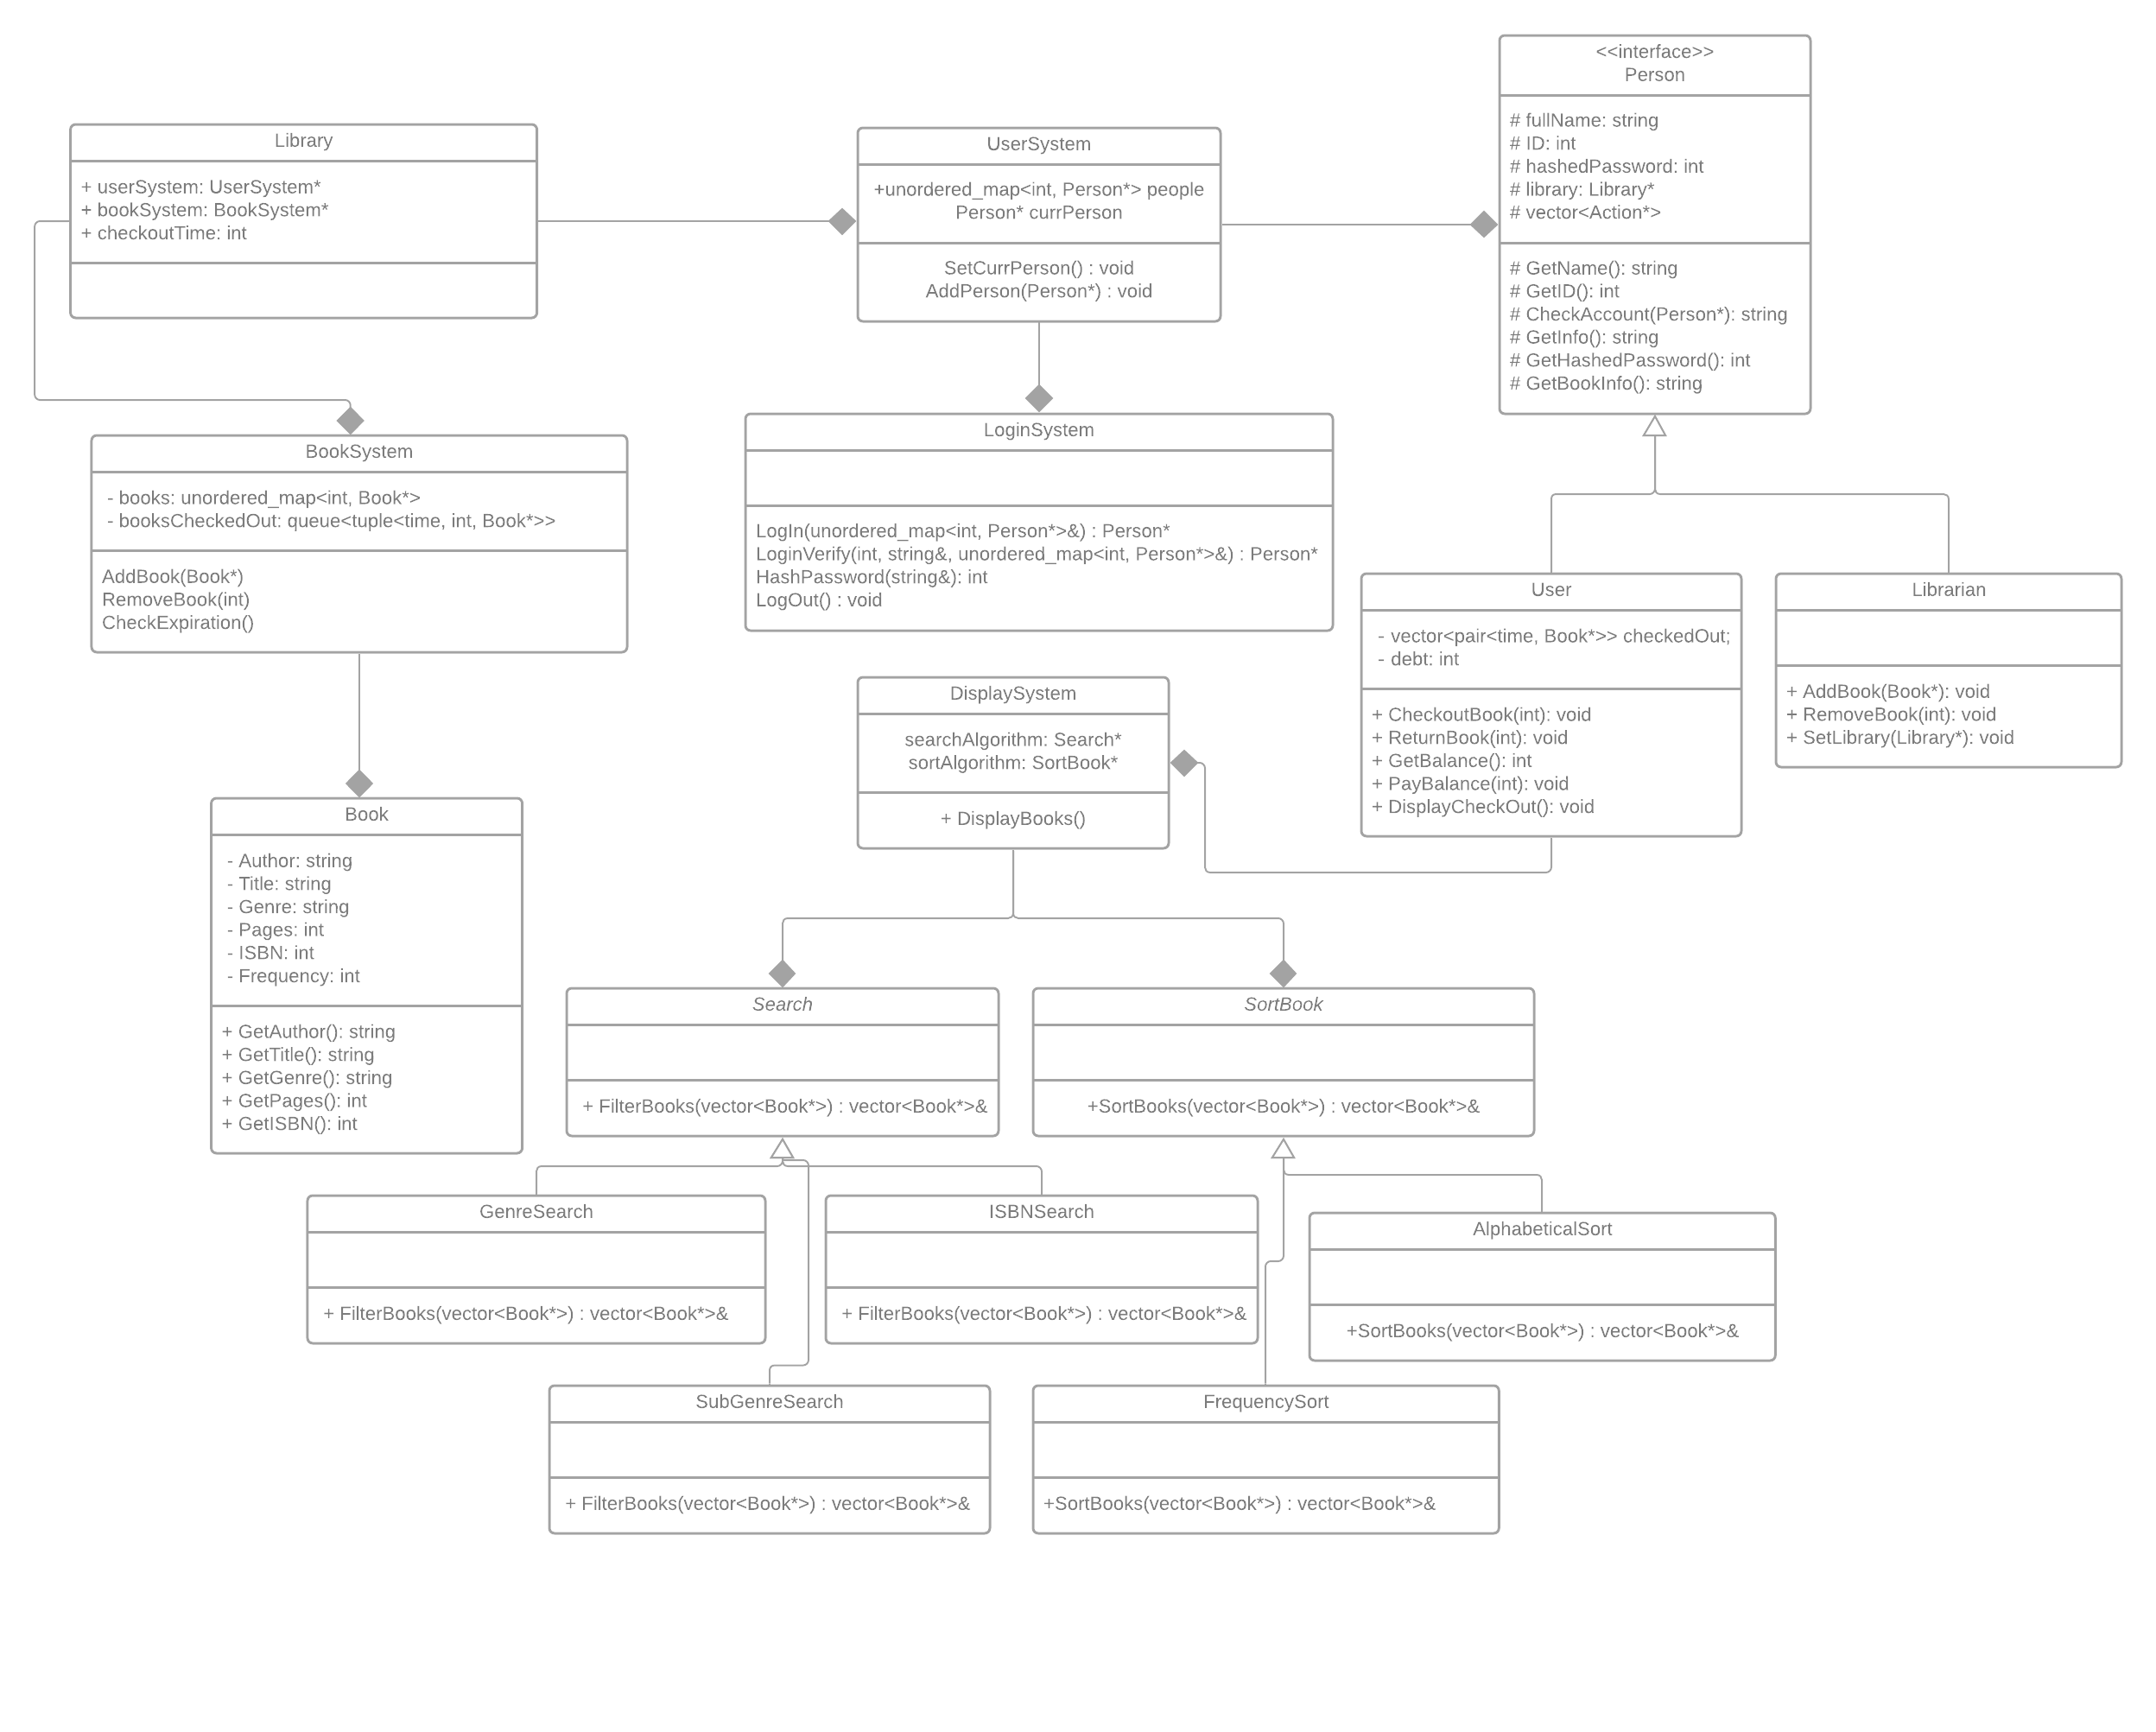 <<interface>>
Person
# fullName: string
# ID: int
# hashedPassword: int
# library: Library*
# vector<Action*>
# GetName(): string
# GetID(): int
# CheckAccount(Person*): string
# GetInfo(): string
# GetHashedPassword(): int
# GetBookInfo(): string
Library
+ userSystem: UserSystem*
+ bookSystem: BookSystem*
+ checkoutTime: int
UserSystem
+unordered_map<int, Person*> people
Person* currPerson
SetCurrPerson() : void
AddPerson(Person*) : void
BookSystem
- books: unordered_map<int, Book*>
- booksCheckedOut: queue<tuple<time, int, Book*>>
AddBook(Book*)
RemoveBook(int)
CheckExpiration()
LoginSystem
LogIn(unordered_map<int, Person*>&) : Person*
LoginVerify(int, string&, unordered_map<int, Person*>&) : Person*
HashPassword(string&): int
LogOut() : void
User
- vector<pair<time, Book*>> checkedOut;
- debt: int
+ CheckoutBook(int): void
+ ReturnBook(int): void
+ GetBalance(): int
+ PayBalance(int): void
+ DisplayCheckOut(): void
Librarian
+ AddBook(Book*): void
+ RemoveBook(int): void
+ SetLibrary(Library*): void
DisplaySystem
searchAlgorithm: Search*
sortAlgorithm: SortBook*
+ DisplayBooks()
Book
- Author: string
- Title: string
- Genre: string
- Pages: int
- ISBN: int
- Frequency: int
+ GetAuthor(): string
+ GetTitle(): string
+ GetGenre(): string
+ GetPages(): int
+ GetISBN(): int
Search
+ FilterBooks(vector<Book*>) : vector<Book*>&
SortBook
+SortBooks(vector<Book*>) : vector<Book*>&
GenreSearch
+ FilterBooks(vector<Book*>) : vector<Book*>&
ISBNSearch
+ FilterBooks(vector<Book*>) : vector<Book*>&
AlphabeticalSort
+SortBooks(vector<Book*>) : vector<Book*>&
SubGenreSearch
+ FilterBooks(vector<Book*>) : vector<Book*>&
FrequencySort
+SortBooks(vector<Book*>) : vector<Book*>&